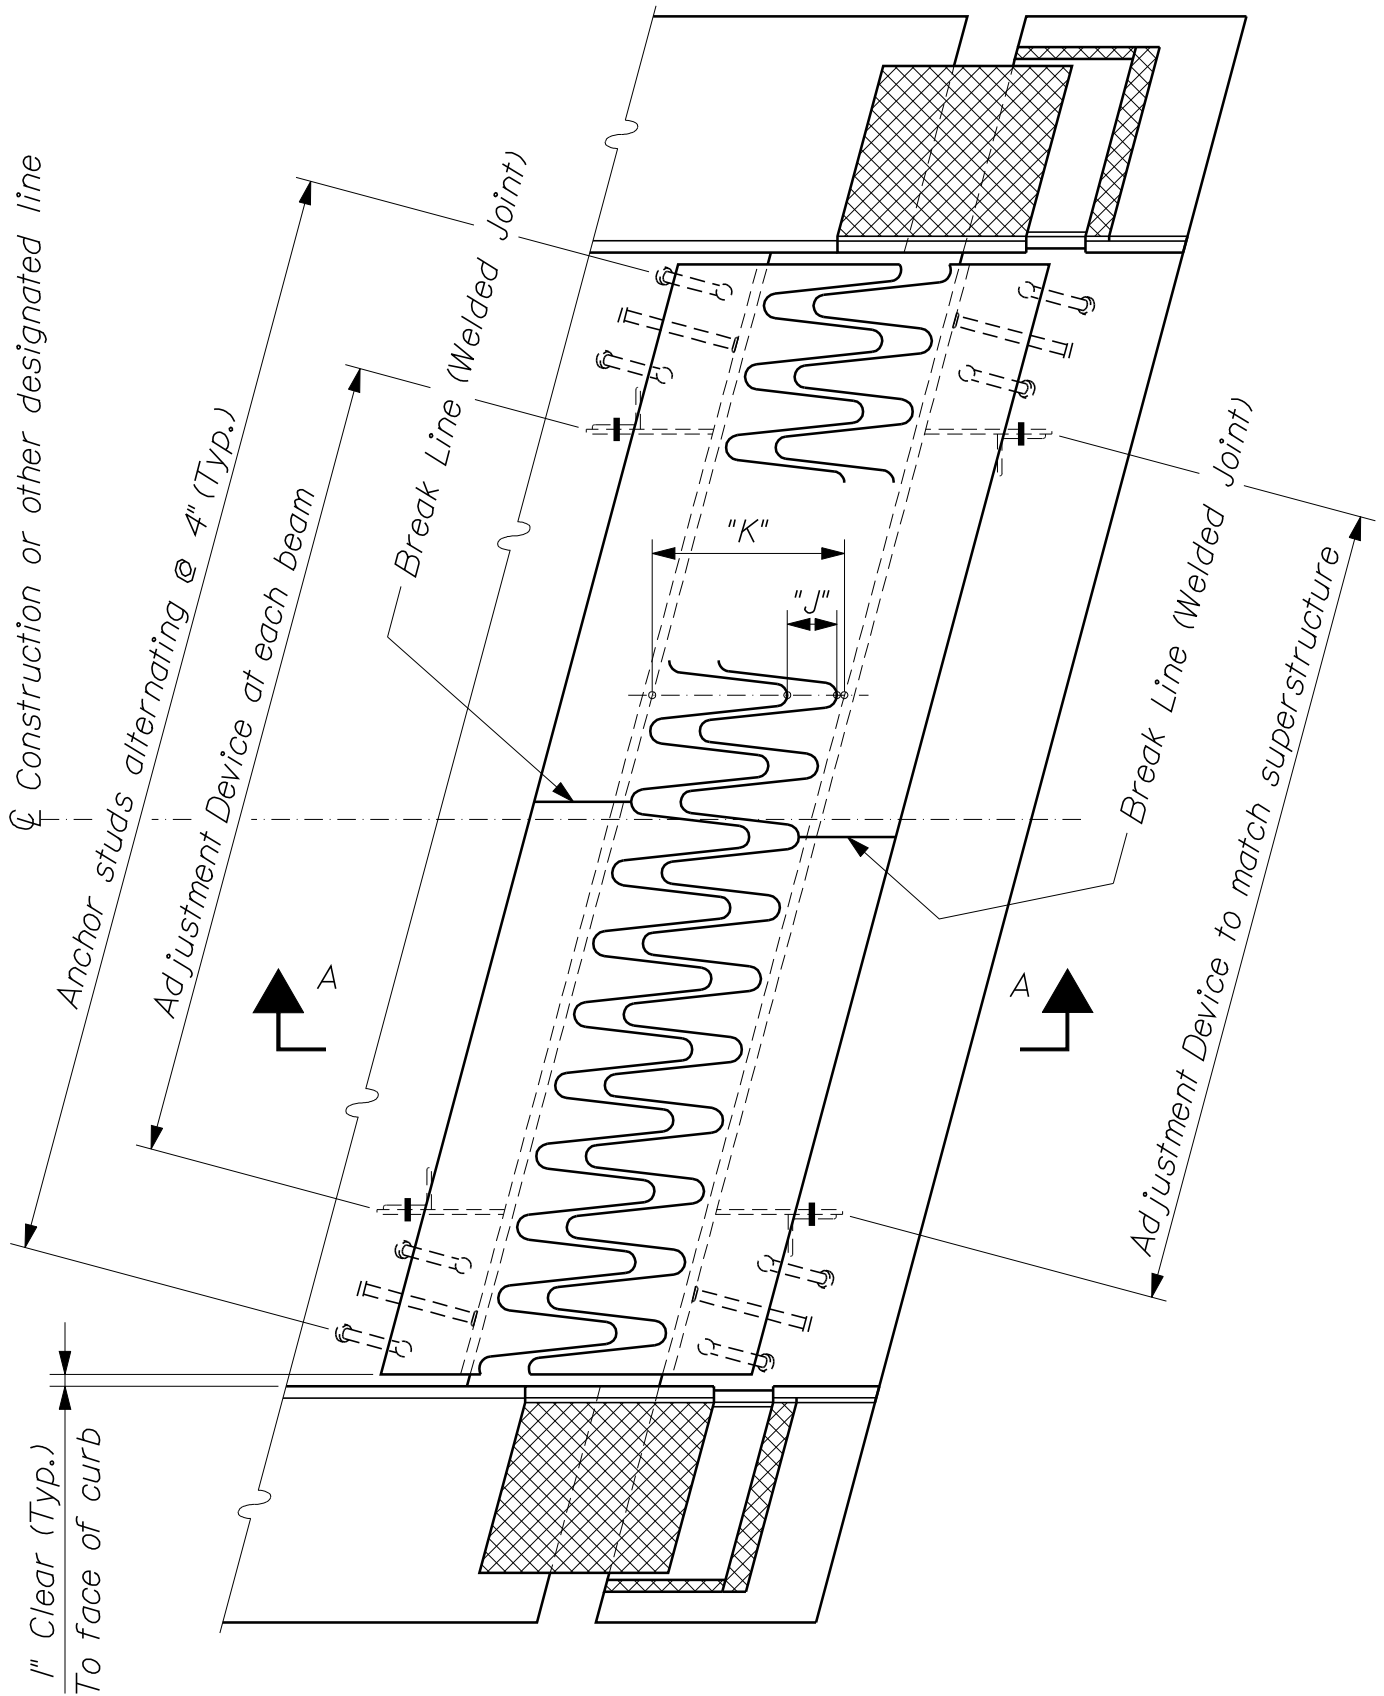 ℄ Construction or other designated line
Anchor studs alternating @ 4" (Typ.)
Adjustment Device at each beam
Break Line (Welded Joint)
"K"
"J"
A
A
Break Line (Welded Joint)
Adjustment Device to match superstructure
1" Clear (Typ.)
To face of curb